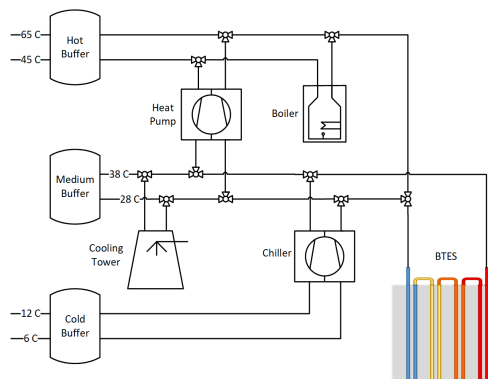 65 C
Hot
Buffer
45 C
Heat
Pump
Boiler
Medium
Buffer
38 C
28 C
Cooling
Tower
Chiller
BTES
12 C
Cold
Buffer
6 C